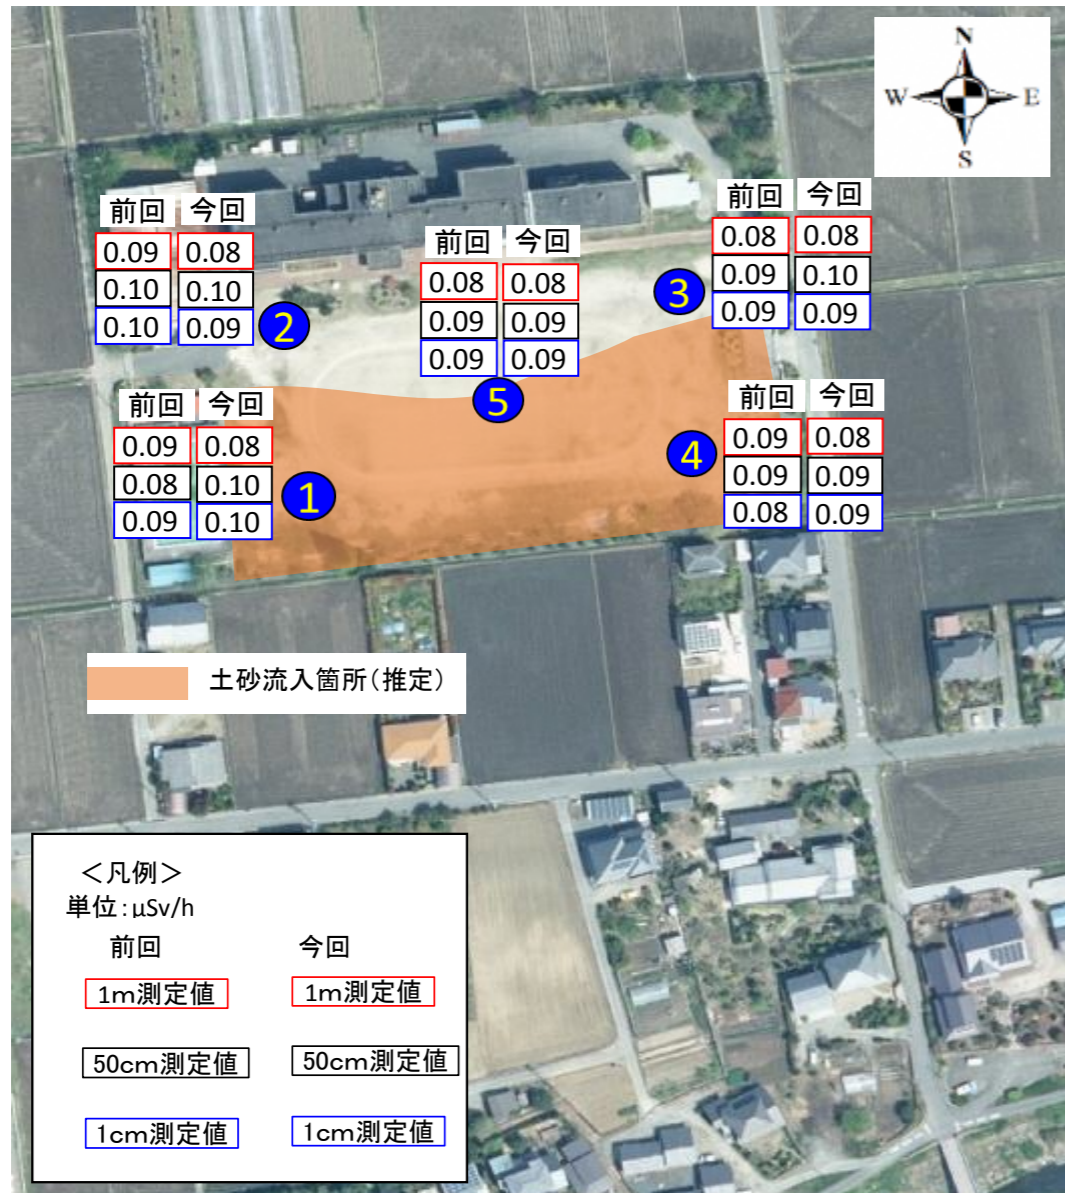 N
W E
S
前回 今回
0.09 0.08
0.10 0.10
0.10 0.09
2
前回 今回
0.08 0.08
0.09 0.09
0.09 0.09
5
前回 今回
0.08 0.08
0.09 0.10
0.09 0.09
3
前回 今回
0.09 0.08
0.08 0.10
0.09 0.10
1
前回 今回
0.09 0.08
0.09 0.09
0.08 0.09
4
土砂流入箇所(推定)
<凡例>
単位:μSv/h
前回 今回
1m測定値 1m測定値
50cm測定値 50cm測定値
1cm測定値 1cm測定値